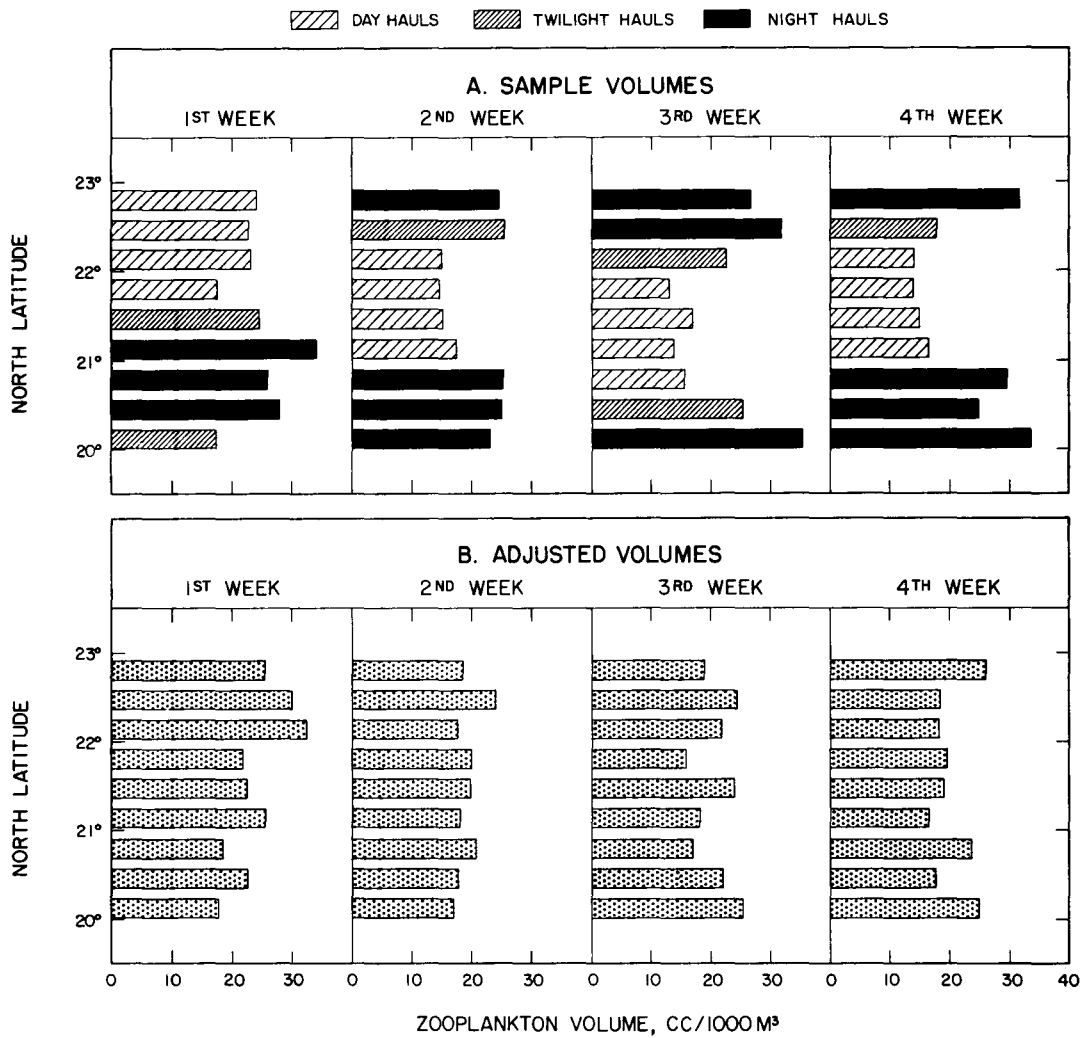 DAY HAULS TWILIGHT HAULS NIGHT HAULS
A. SAMPLE VOLUMES
1ST WEEK 2ND WEEK 3RD WEEK 4TH WEEK
NORTH LATITUDE
23°
22°
21°
20°
B. ADJUSTED VOLUMES
1ST WEEK 2ND WEEK 3RD WEEK 4TH WEEK
NORTH LATITUDE
23°
22°
21°
20°
0 10 20 30 0 10 20 30 0 10 20 30 0 10 20 30 40
ZOOPLANKTON VOLUME, CC/1000 M³